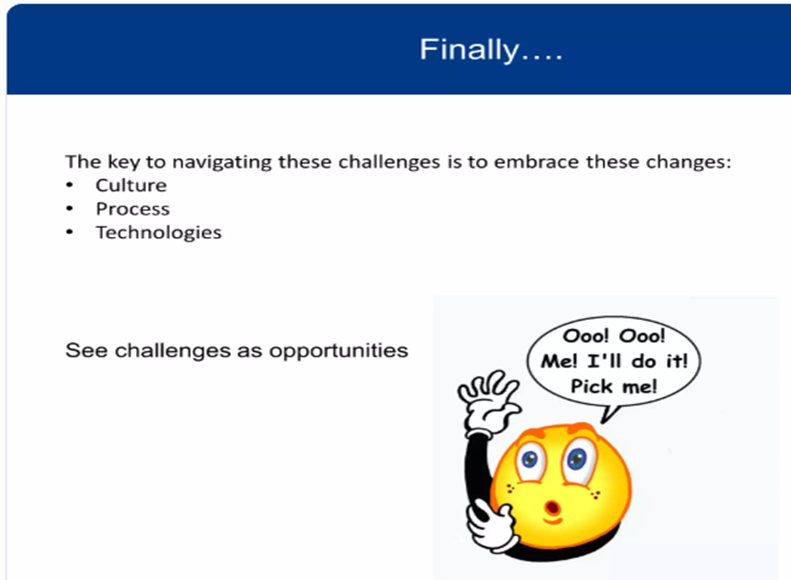 Finally....
The key to navigating these challenges is to embrace these changes:
• Culture
• Process
• Technologies
See challenges as opportunities
Ooo! Ooo!
Me! I'll do it!
Pick me!